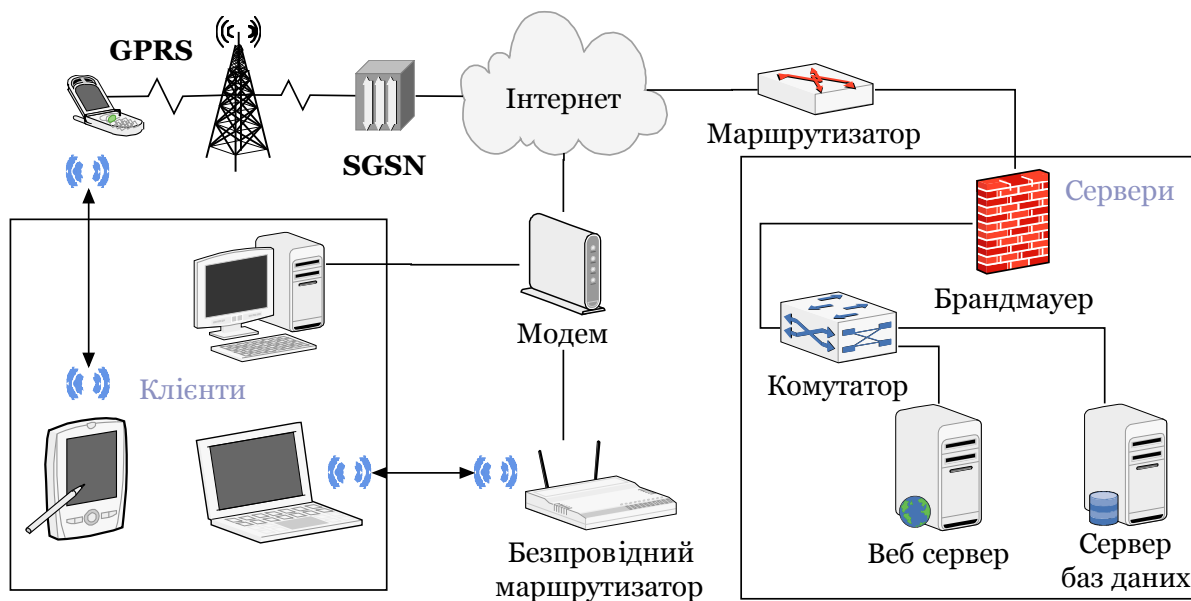 GPRS
Інтернет
SGSN
Маршрутизатор
Сервери
Брандмауер
Модем
Клієнти
Комутатор
Безпровідний
маршрутизатор
Веб сервер
Сервер
баз даних